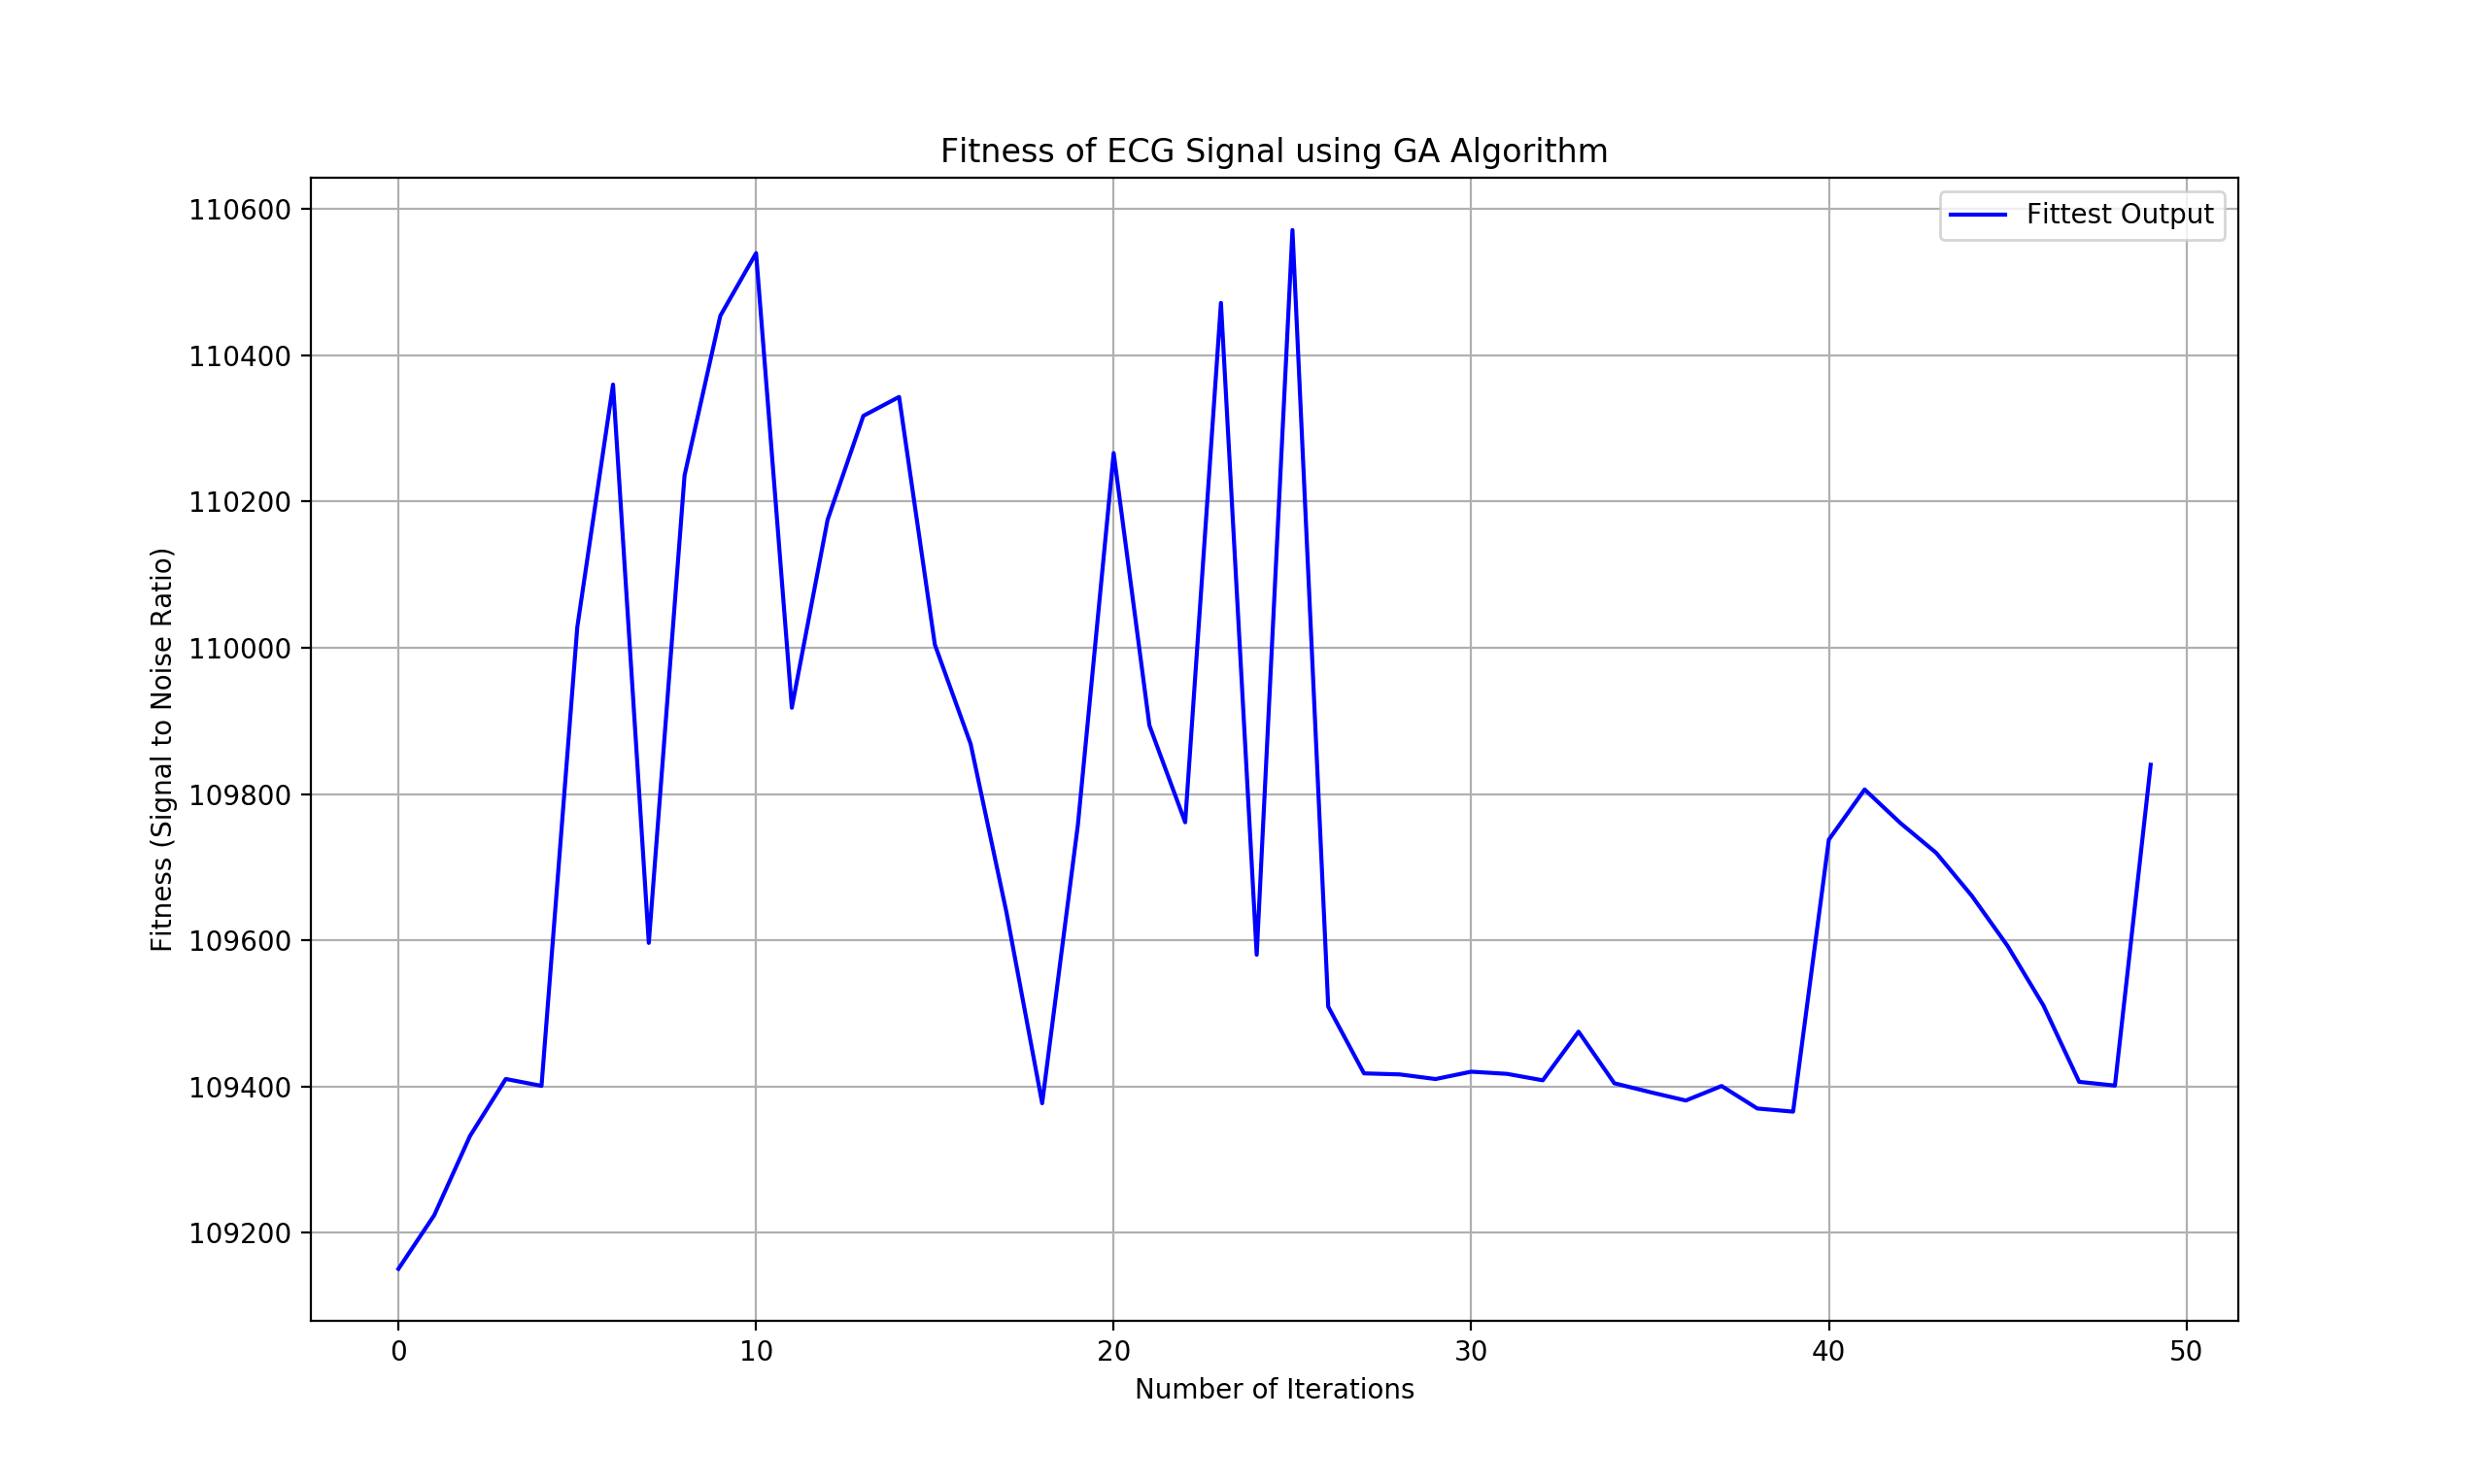 Fitness of ECG Signal using GA Algorithm
Fittest Output
Fitness (Signal to Noise Ratio)
110600
110400
110200
110000
109800
109600
109400
109200
0 10 20 30 40 50
Number of Iterations